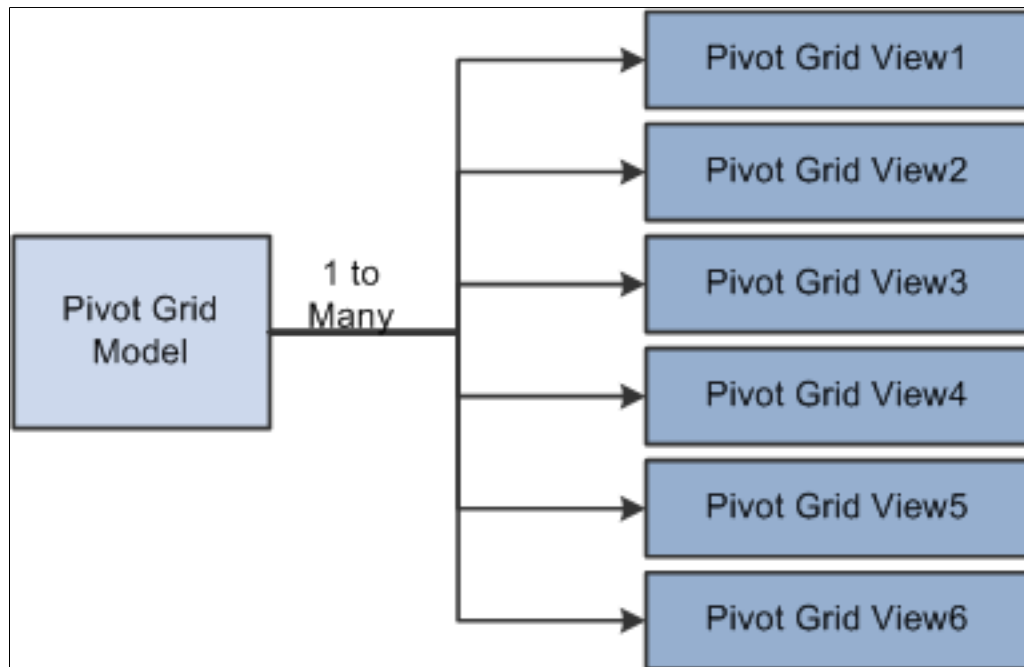 Pivot Grid
Model
1 to
Many
Pivot Grid View1
Pivot Grid View2
Pivot Grid View3
Pivot Grid View4
Pivot Grid View5
Pivot Grid View6